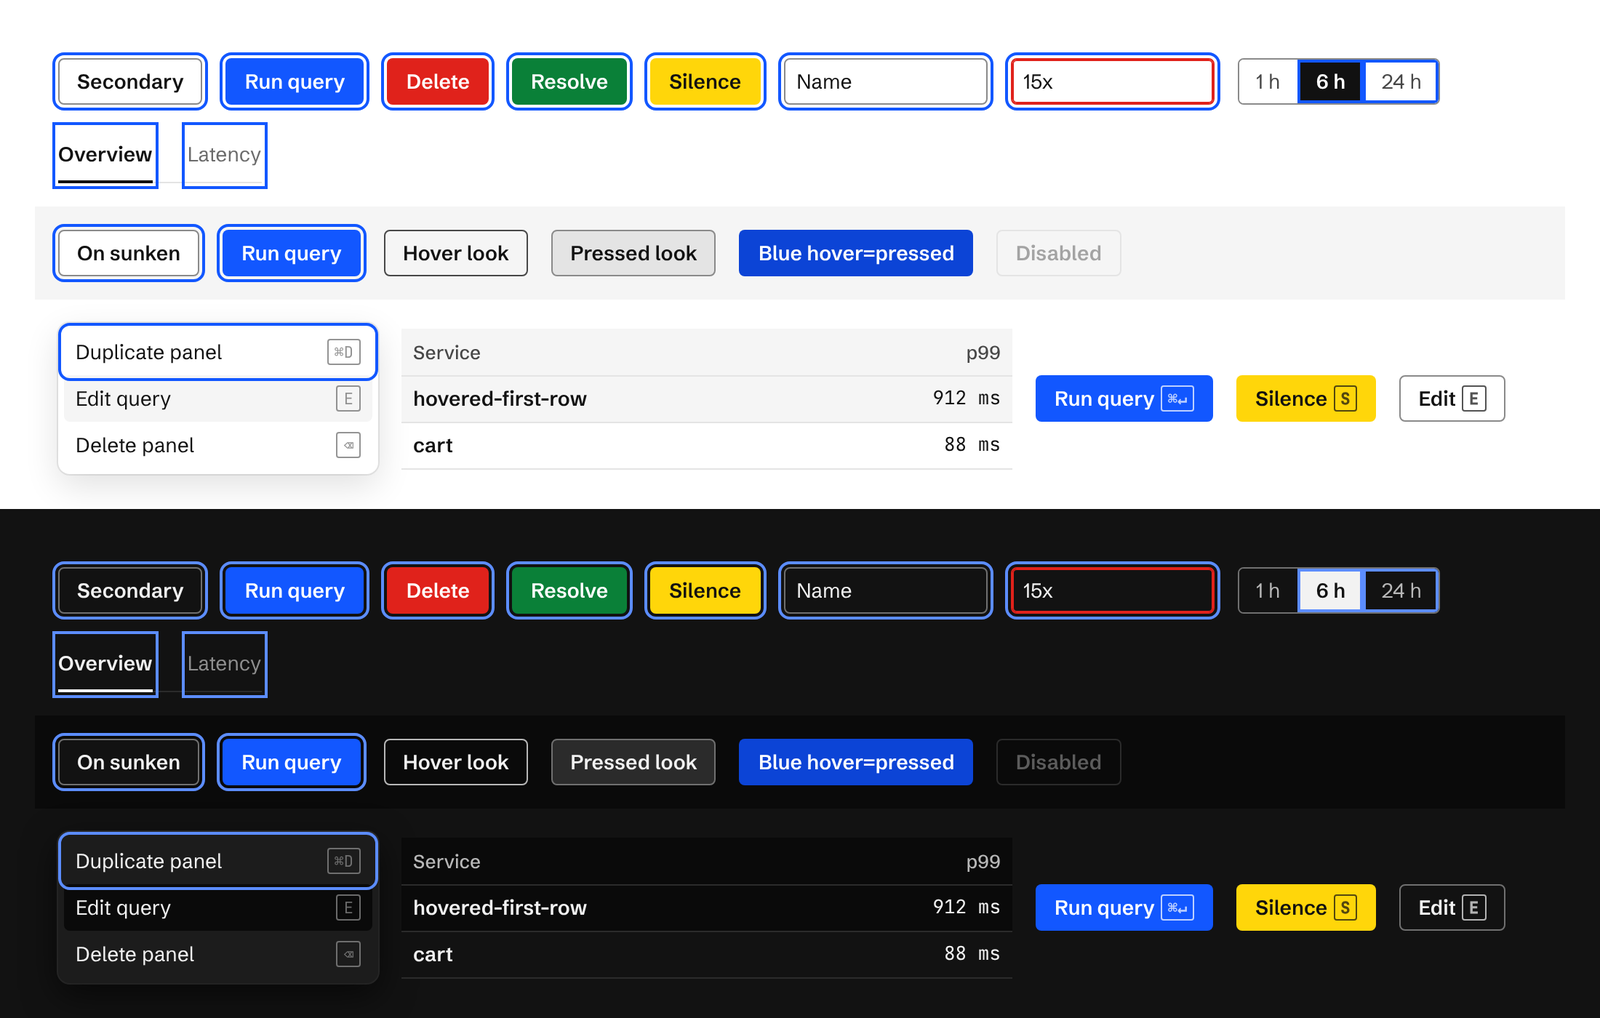 Secondary Run query Delete Resolve Silence Name 15x 1 h 6 h 24 h
Overview Latency
On sunken Run query Hover look Pressed look Blue hover=pressed Disabled
Duplicate panel ⌘D Service p99
Edit query E hovered-first-row 912 ms Run query ⌘↵ Silence S Edit E
Delete panel ⌫ cart 88 ms
Secondary Run query Delete Resolve Silence Name 15x 1 h 6 h 24 h
Overview Latency
On sunken Run query Hover look Pressed look Blue hover=pressed Disabled
Duplicate panel ⌘D Service p99
Edit query E hovered-first-row 912 ms Run query ⌘↵ Silence S Edit E
Delete panel ⌫ cart 88 ms